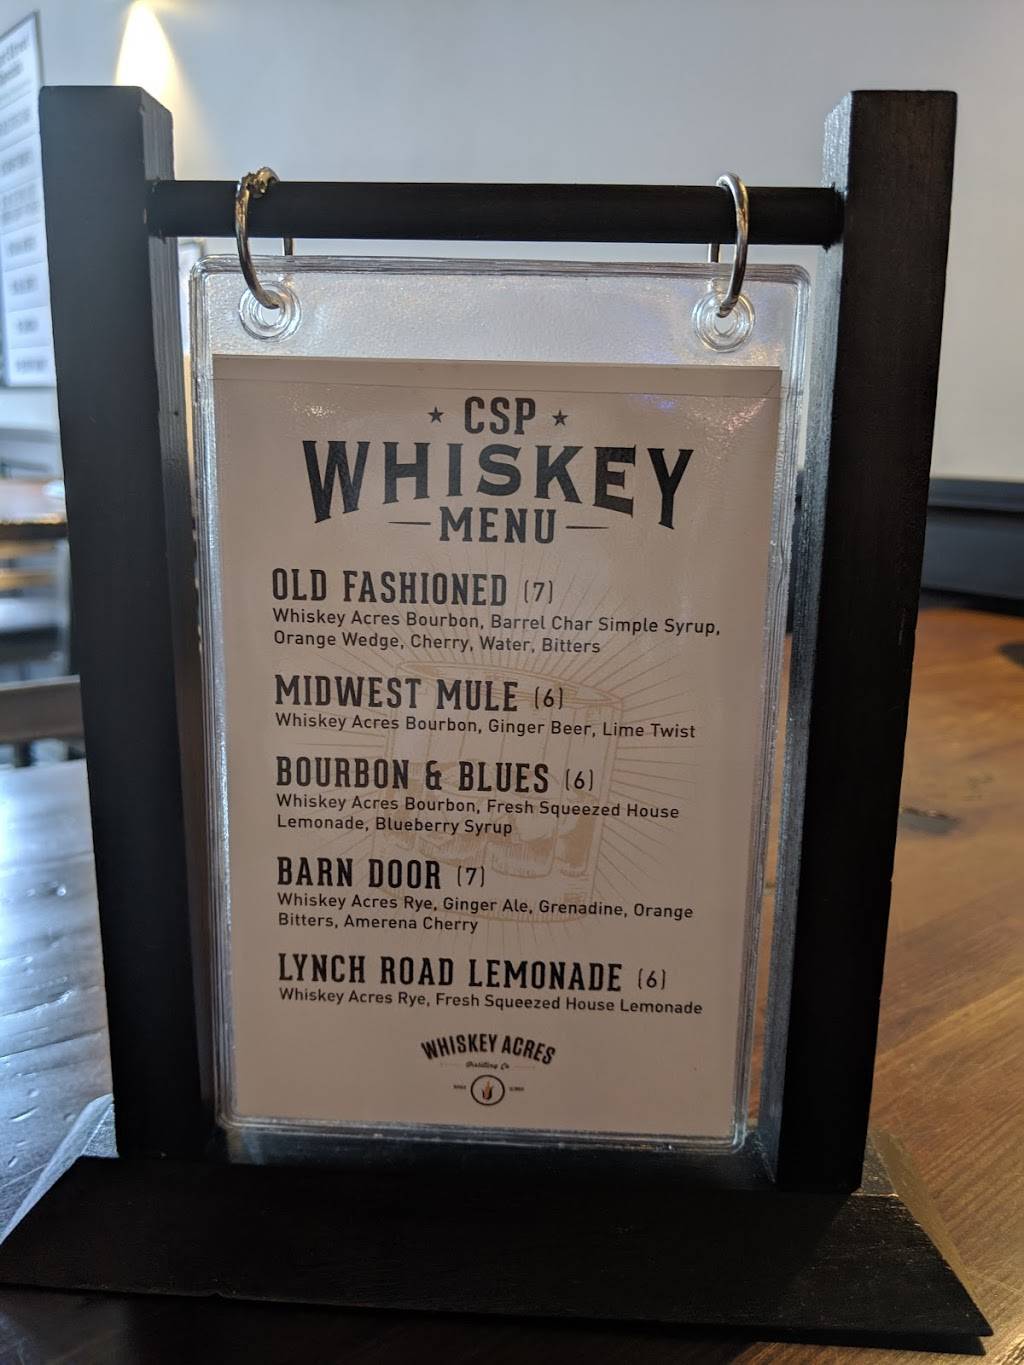 ★ CSP ★
WHISKEY
MENU
OLD FASHIONED (7)
Whiskey Acres Bourbon, Barrel Char Simple Syrup,
Orange Wedge, Cherry, Water, Bitters
MIDWEST MULE (6)
Whiskey Acres Bourbon, Ginger Beer, Lime Twist
BOURBON & BLUES (6)
Whiskey Acres Bourbon, Fresh Squeezed House
Lemonade, Blueberry Syrup
BARN DOOR (7)
Whiskey Acres Rye, Ginger Ale, Grenadine, Orange
Bitters, Amerena Cherry
LYNCH ROAD LEMONADE (6)
Whiskey Acres Rye, Fresh Squeezed House Lemonade
WHISKEY ACRES
Distilling Co